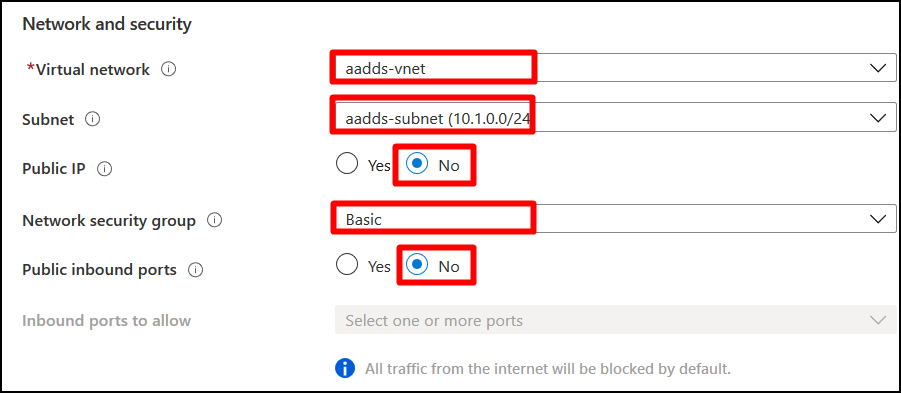 Network and security
*Virtual network
aadds-vnet
Subnet
aadds-subnet (10.1.0.0/24
Public IP
Yes No
Network security group
Basic
Public inbound ports
Yes No
Inbound ports to allow
Select one or more ports
All traffic from the internet will be blocked by default.